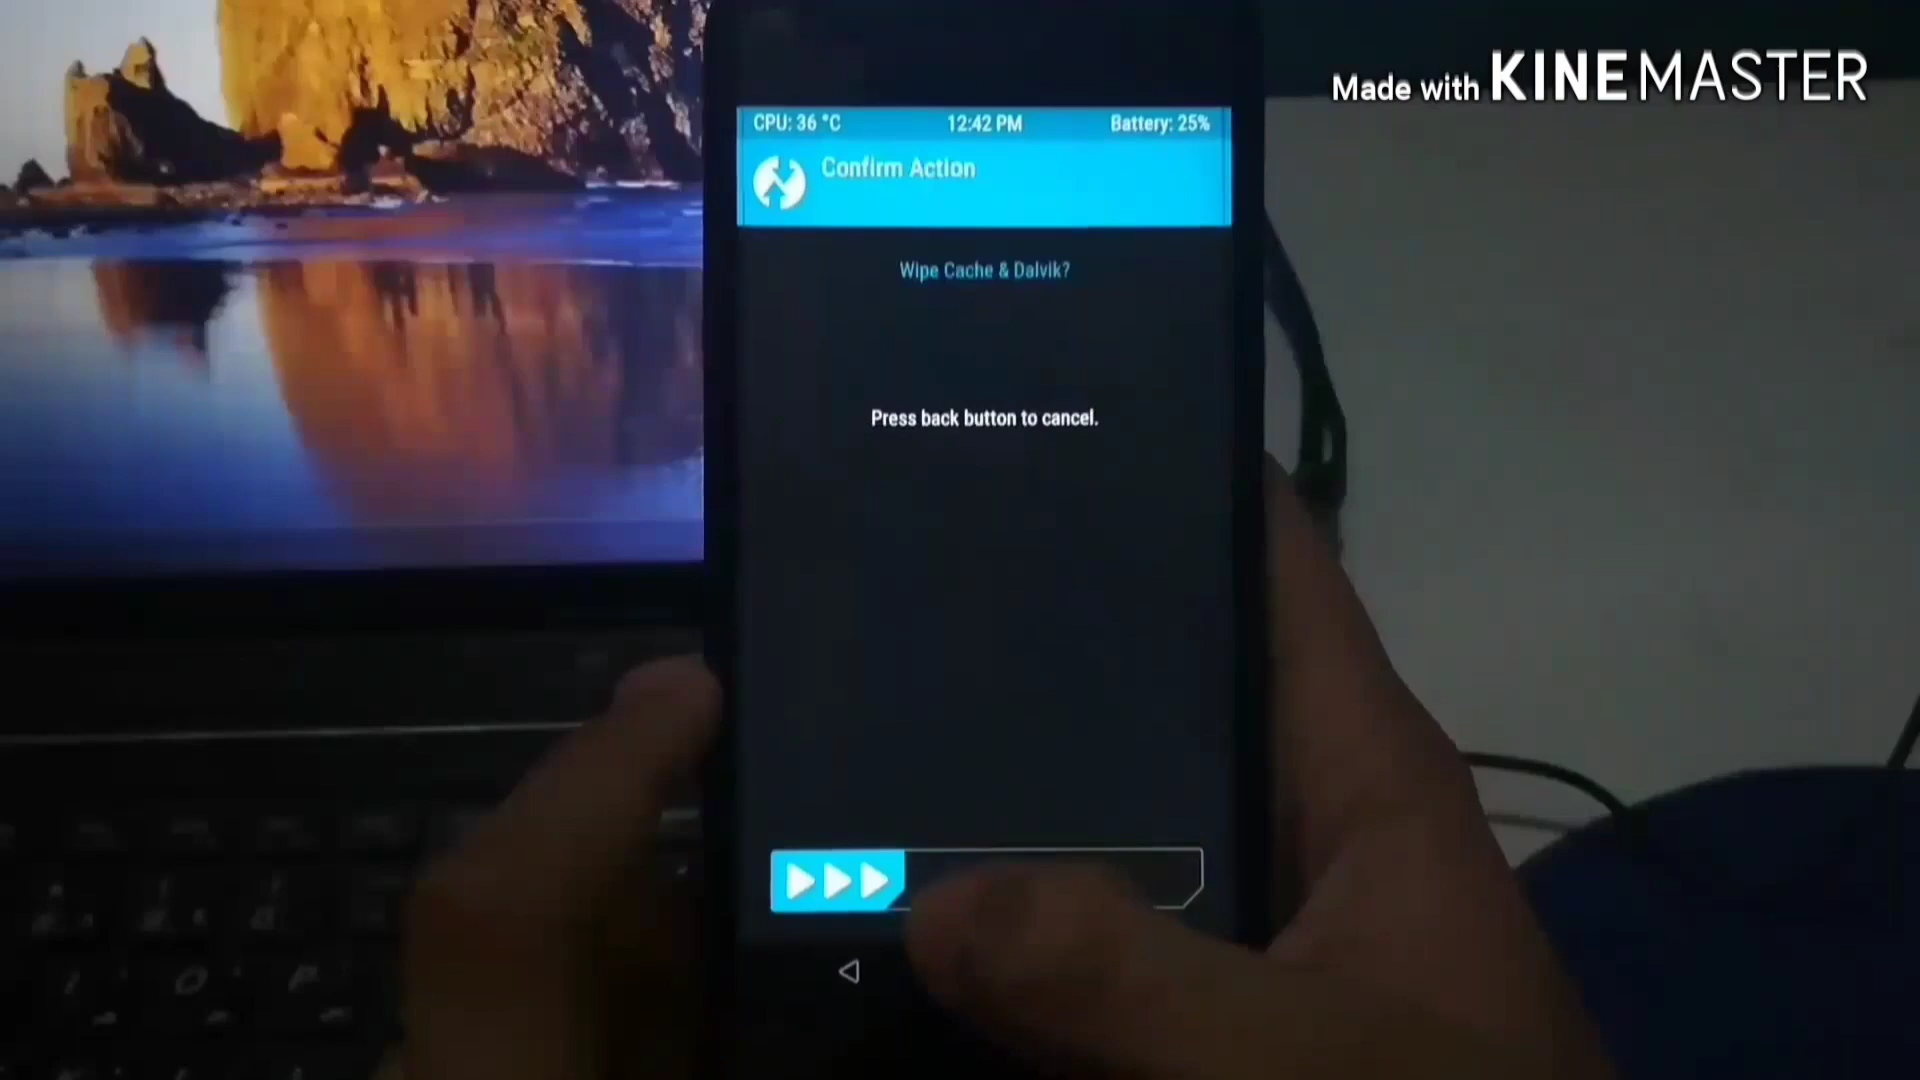 Made with KINEMASTER
CPU: 36 °C 12:42 PM Battery: 25%
Confirm Action
Wipe Cache & Dalvik?
Press back button to cancel.